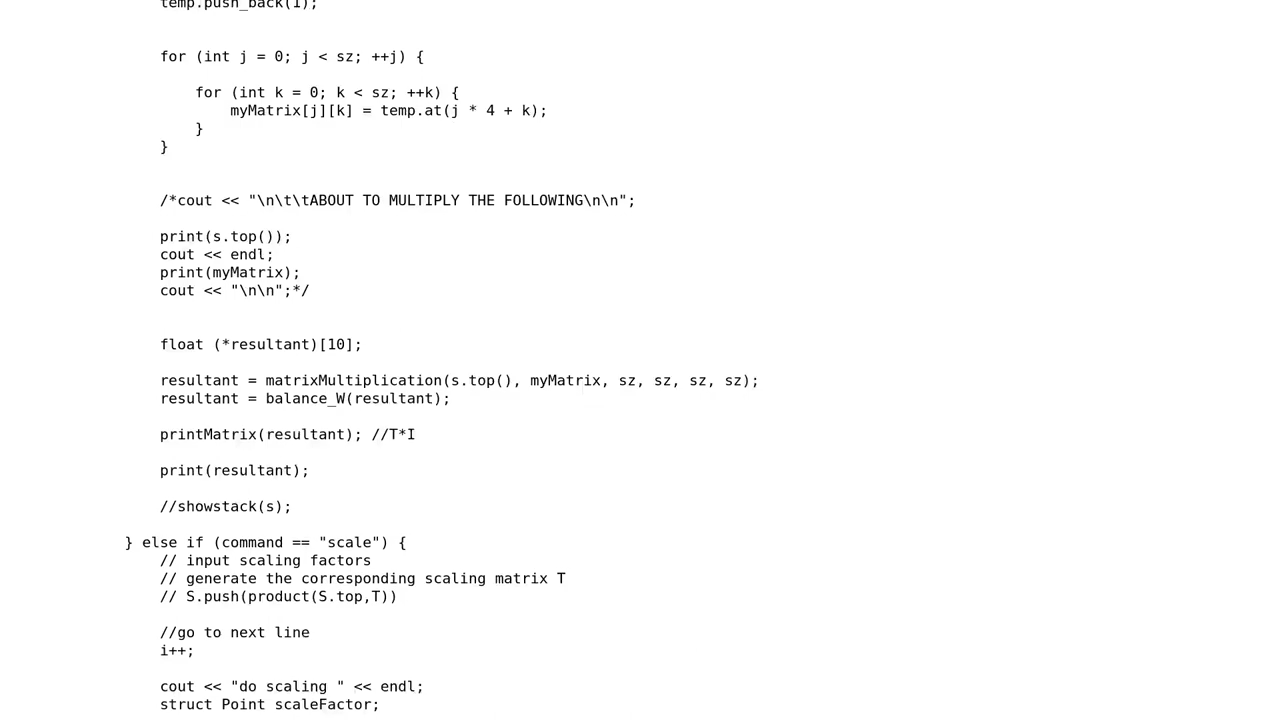 temp.push_back(1);
for (int j = 0; j < sz; ++j) {
for (int k = 0; k < sz; ++k) {
myMatrix[j][k] = temp.at(j * 4 + k);
}
}
/*cout << "\n\t\tABOUT TO MULTIPLY THE FOLLOWING\n\n";
print(s.top());
cout << endl;
print(myMatrix);
cout << "\n\n";*/
float (*resultant)[10];
resultant = matrixMultiplication(s.top(), myMatrix, sz, sz, sz, sz);
resultant = balance_W(resultant);
printMatrix(resultant); //T*I
print(resultant);
//showstack(s);
} else if (command == "scale") {
// input scaling factors
// generate the corresponding scaling matrix T
// S.push(product(S.top,T))
//go to next line
i++;
cout << "do scaling " << endl;
struct Point scaleFactor;